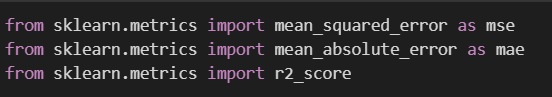 from sklearn.metrics import mean_squared_error as mse
from sklearn.metrics import mean_absolute_error as mae
from sklearn.metrics import r2_score